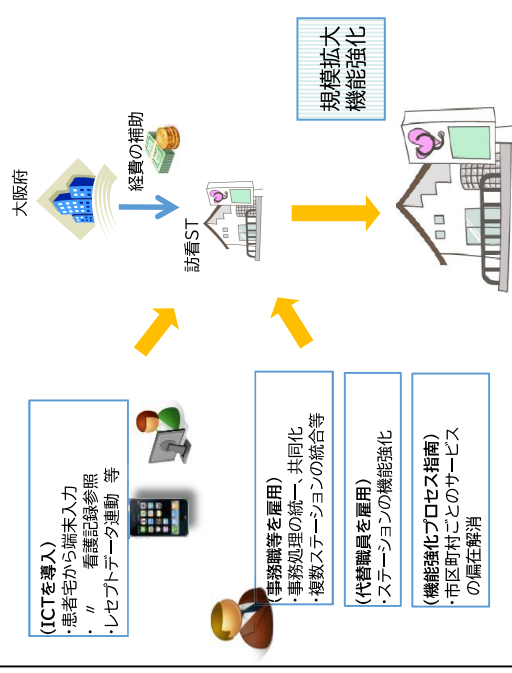 大阪府
経費の補助
訪看ST
規模拡大
機能強化
(ICTを導入)
・患者宅から端末入力
・ 〃 看護記録参照
・レセプトデータ連動 等
(事務職等を雇用)
・事務処理の統一、共同化
・複数ステーションの統合等
(代替職員を雇用)
・ステーションの機能強化
(機能強化プロセス指南)
・市区町村ごとのサービス
の偏在解消